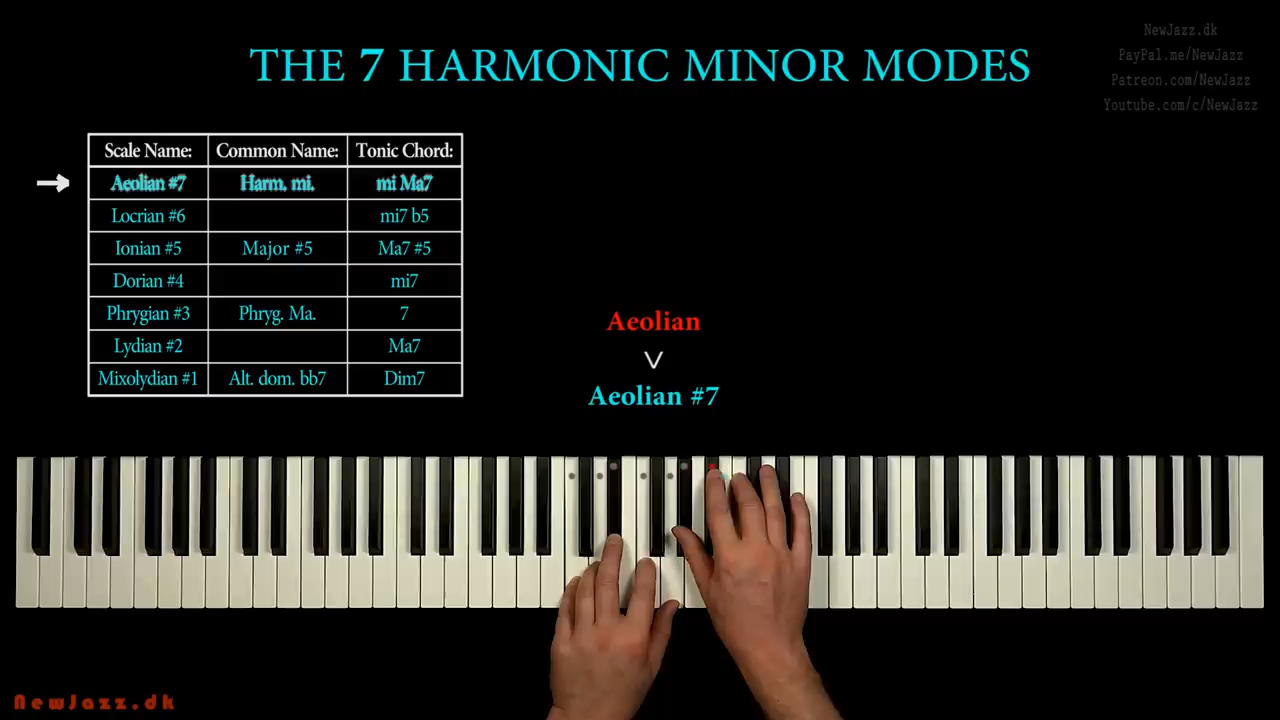 NewJazz.dk
PayPal.me/NewJazz
Patreon.com/NewJazz
Youtube.com/c/NewJazz
THE 7 HARMONIC MINOR MODES
Scale Name: Common Name: Tonic Chord:
Aeolian #7 Harm. mi. mi Ma7
Locrian #6 mi7 b5
Ionian #5 Major #5 Ma7 #5
Dorian #4 mi7
Phrygian #3 Phryg. Ma. 7
Lydian #2 Ma7
Mixolydian #1 Alt. dom. bb7 Dim7
Aeolian
Aeolian #7
NewJazz.dk